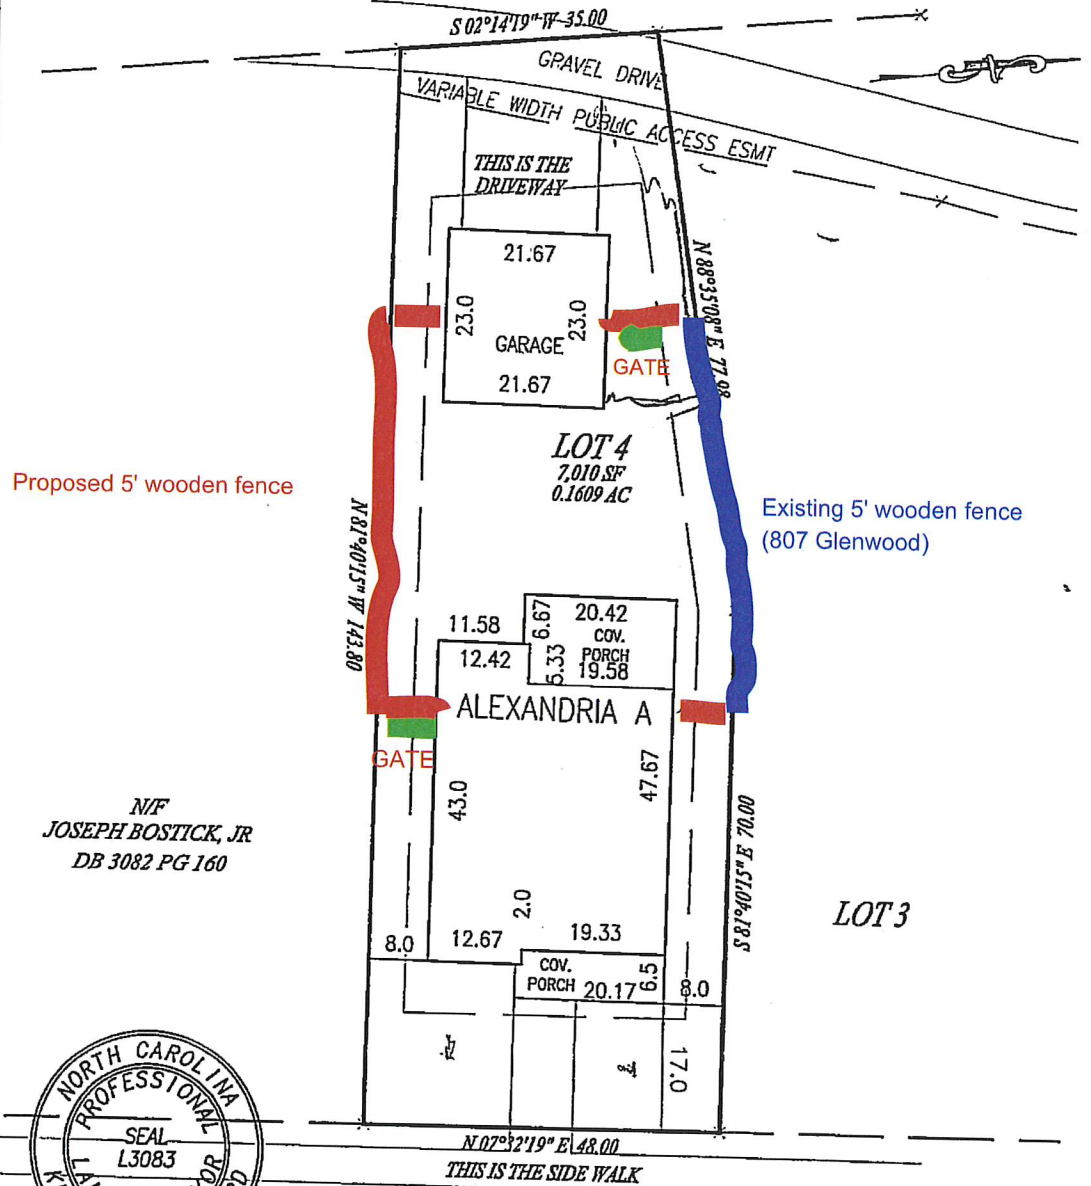 S 02°14'19" W 35.00
GRAVEL DRIVE
VARIABLE WIDTH PUBLIC ACCESS ESMT
THIS IS THE
DRIVEWAY
21.67
23.0
23.0
GARAGE
21.67
GATE
N 88°35'08" E 77.98
LOT 4
7,010 SF
0.1609 AC
Proposed 5' wooden fence
Existing 5' wooden fence
(807 Glenwood)
N 81°40'15" W 143.80
11.58
6.67
20.42
COV.
PORCH
12.42
5.33
19.58
ALEXANDRIA A
GATE
43.0
47.67
N/F
JOSEPH BOSTICK, JR
DB 3082 PG 160
S 81°40'15" E 70.00
LOT 3
2.0
8.0
12.67
19.33
COV.
PORCH
20.17
6.5
8.0
17.0
NORTH CAROLINA
PROFESSIONAL
SEAL
L3083
N 07°32'19" E 48.00
THIS IS THE SIDE WALK